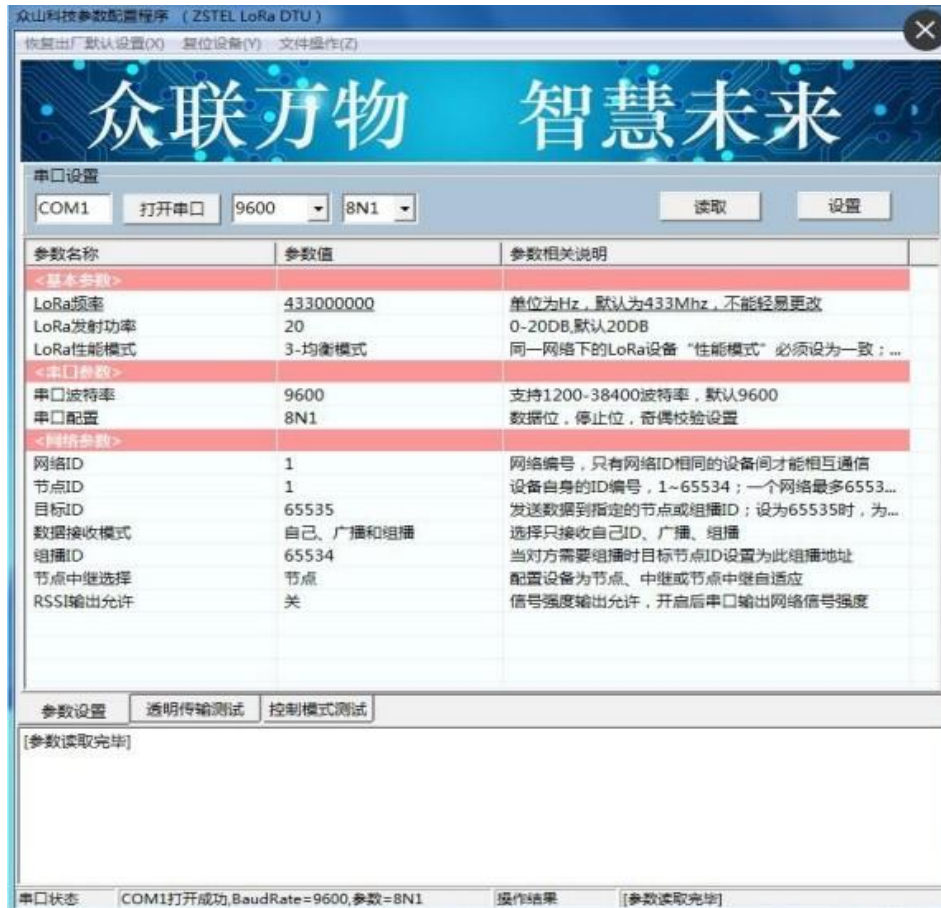 众山科技参数配置程序 （ZSTEL LoRa DTU）
恢复出厂默认设置(X) 复位设备(Y) 文件操作(Z)
众联万物 智慧未来
串口设置
COM1 打开串口 9600 8N1 读取 设置
参数名称 参数值 参数相关说明
<基本参数>
LoRa频率 433000000 单位为Hz，默认为433Mhz，不能轻易更改
LoRa发射功率 20 0-20DB,默认20DB
LoRa性能模式 3-均衡模式 同一网络下的LoRa设备“性能模式”必须设为一致；...
<串口参数>
串口波特率 9600 支持1200-38400波特率，默认9600
串口配置 8N1 数据位，停止位，奇偶校验设置
<网络参数>
网络ID 1 网络编号，只有网络ID相同的设备间才能相互通信
节点ID 1 设备自身的ID编号，1~65534；一个网络最多6553...
目标ID 65535 发送数据到指定的节点或组播ID；设为65535时，为...
数据接收模式 自己、广播和组播 选择只接收自己ID、广播、组播
组播ID 65534 当对方需要组播时目标节点ID设置为此组播地址
节点中继选择 节点 配置设备为节点、中继或节点中继自适应
RSSI输出允许 关 信号强度输出允许，开启后串口输出网络信号强度
参数设置 透明传输测试 控制模式测试
[参数读取完毕]
串口状态 COM1打开成功,BaudRate=9600,参数=8N1 操作结果 [参数读取完毕]